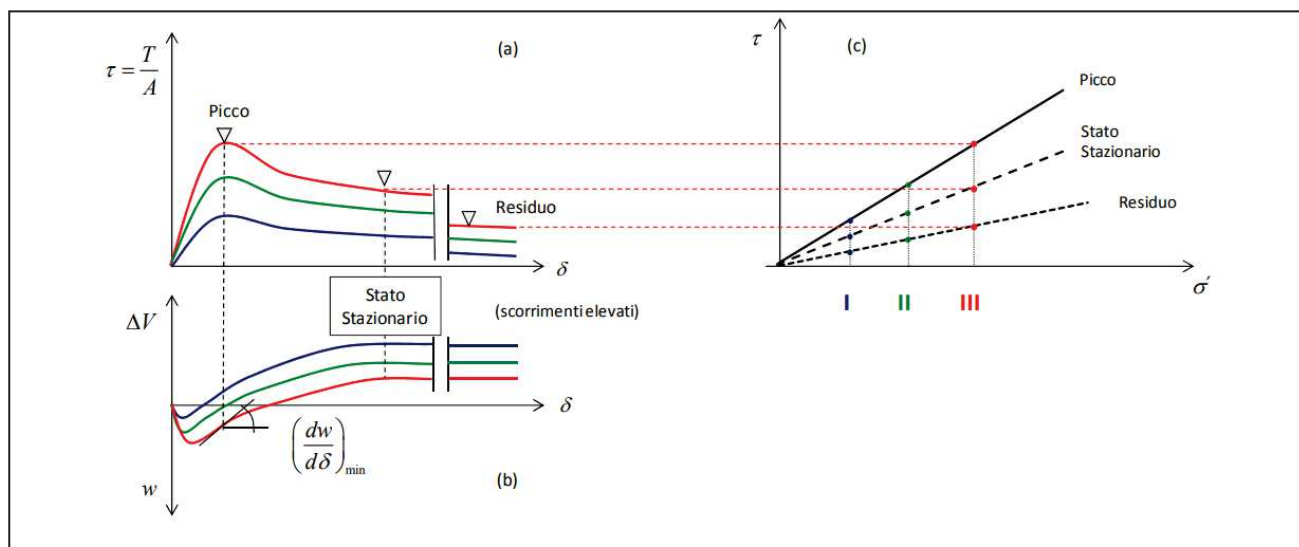 (a)
τ = T/A
Picco
Residuo
δ
Stato
Stazionario
(scorrimenti elevati)
ΔV
δ
(dw/dδ)min
w
(b)
(c)
τ
Picco
Stato
Stazionario
Residuo
σ'
I
II
III